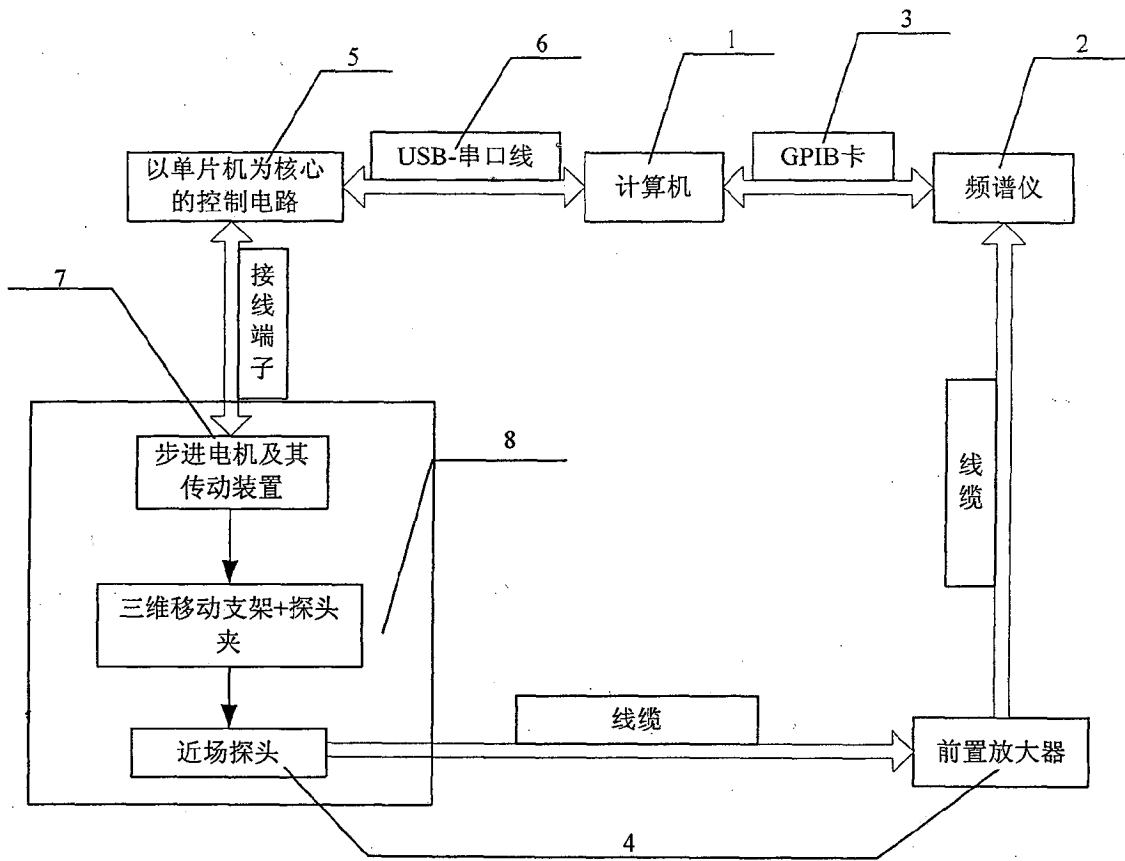 6
1
3
2
5
USB-串口线
GPIB卡
以单片机为核心
的控制电路
计算机
频谱仪
7
接
线
端
子
步进电机及其
传动装置
8
线
缆
三维移动支架+探头
夹
线缆
近场探头
前置放大器
4